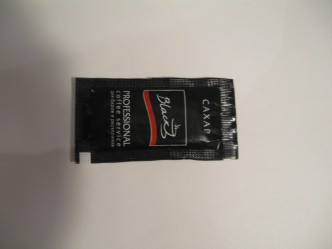 САХАР
Black
PROFESSIONAL
coffee service